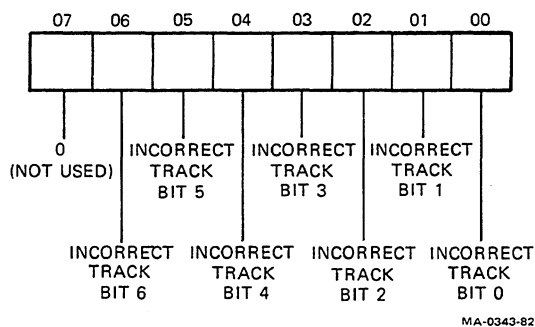 07 06 05 04 03 02 01 00
0 INCORRECT INCORRECT INCORRECT
(NOT USED) TRACK TRACK TRACK
BIT 5 BIT 3 BIT 1
INCORRECT INCORRECT INCORRECT INCORRECT
TRACK TRACK TRACK TRACK
BIT 6 BIT 4 BIT 2 BIT 0
MA-0343-82